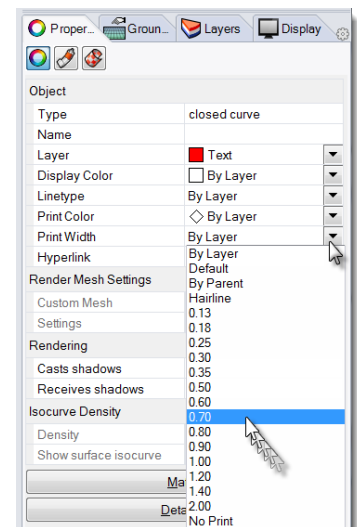 Proper... Groun... Layers Display
Object
Type closed curve
Name
Layer Text
Display Color By Layer
Linetype By Layer
Print Color By Layer
Print Width By Layer
Hyperlink By Layer
Default
Render Mesh Settings By Parent
Hairline
Custom Mesh 0.13
Settings 0.18
0.25
Rendering 0.30
Casts shadows 0.35
Receives shadows 0.50
0.60
Isocurve Density 0.70
Density 0.80
Show surface isocurve 0.90
1.00
Ma 1.20
1.40
Deta 2.00
No Print